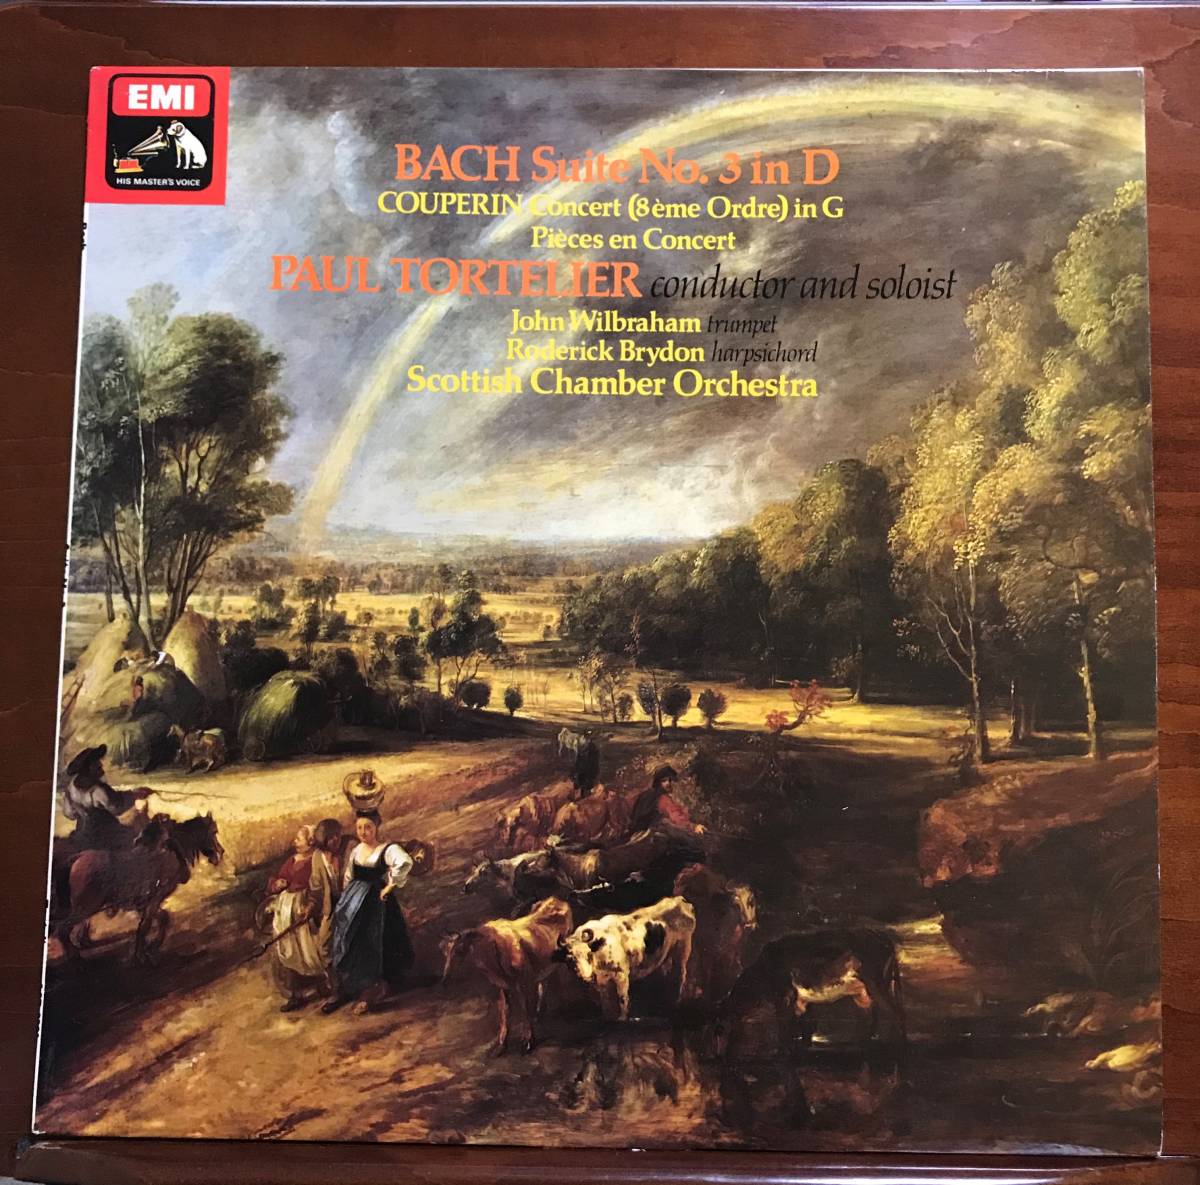 EMI
HIS MASTER'S VOICE
BACH Suite No. 3 in D
COUPERIN Concert (8ème Ordre) in G
Pièces en Concert
PAUL TORTELIER conductor and soloist
John Wilbraham trumpet
Roderick Brydon harpsichord
Scottish Chamber Orchestra